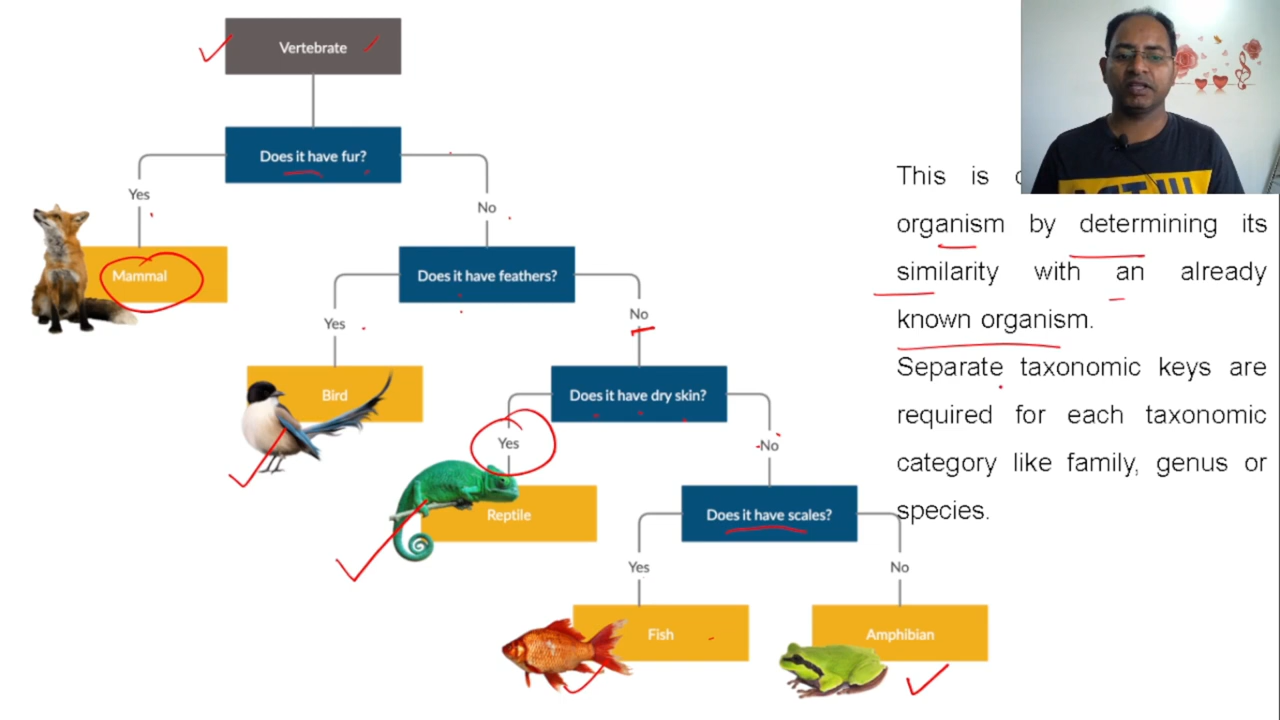 Vertebrate
Does it have fur?
Yes
No
Mammal
Does it have feathers?
Yes
No
Bird
Does it have dry skin?
Yes
No
Reptile
Does it have scales?
Yes
No
Fish
Amphibian
This is
organism by determining its
similarity with an already
known organism.
Separate taxonomic keys are
required for each taxonomic
category like family, genus or
species.